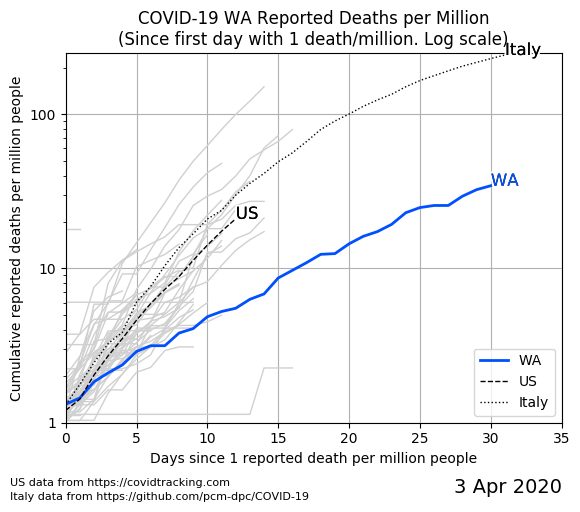 COVID-19 WA Reported Deaths per Million
(Since first day with 1 death/million. Log scale)
Italy
Cumulative reported deaths per million people
100
WA
US
10
WA
US
Italy
1
0
5
10
15
20
25
30
35
Days since 1 reported death per million people
US data from https://covidtracking.com
Italy data from https://github.com/pcm-dpc/COVID-19
3 Apr 2020